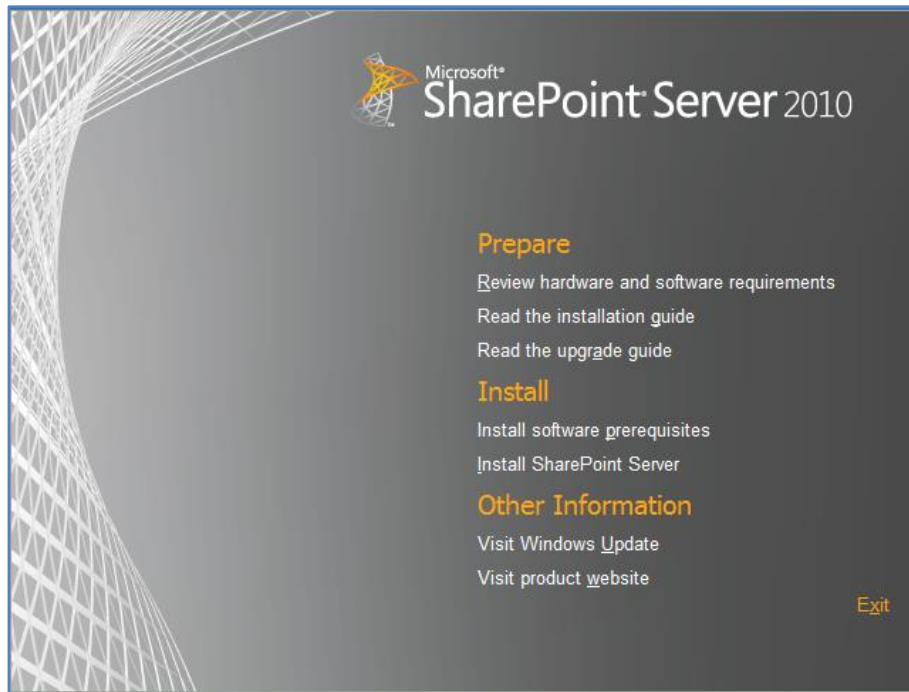 Microsoft®
SharePoint® Server 2010
Prepare
Review hardware and software requirements
Read the installation guide
Read the upgrade guide
Install
Install software prerequisites
Install SharePoint Server
Other Information
Visit Windows Update
Visit product website
Exit